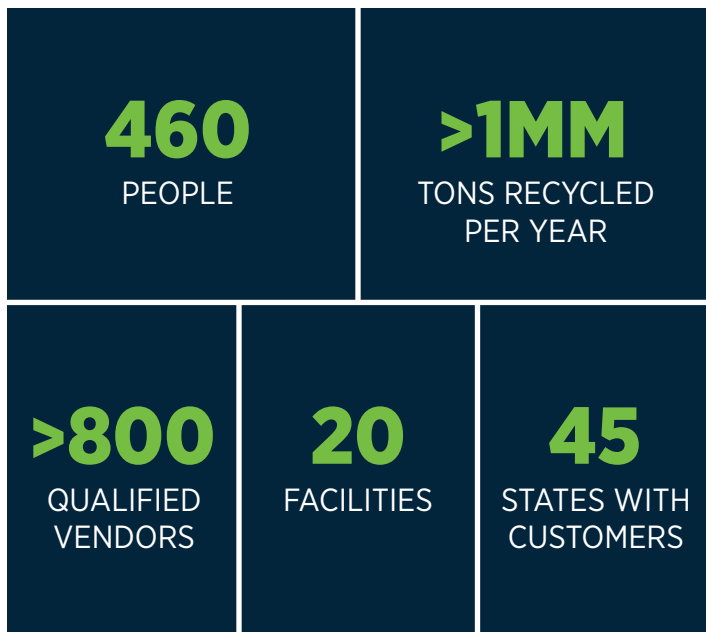 460
PEOPLE
>1MM
TONS RECYCLED
PER YEAR
>800
QUALIFIED
VENDORS
20
FACILITIES
45
STATES WITH
CUSTOMERS